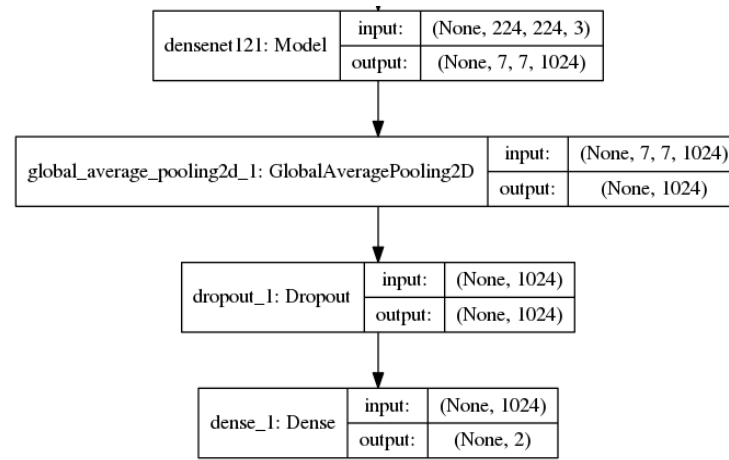 densenet121: Model
input: (None, 224, 224, 3)
output: (None, 7, 7, 1024)
global_average_pooling2d_1: GlobalAveragePooling2D
input: (None, 7, 7, 1024)
output: (None, 1024)
dropout_1: Dropout
input: (None, 1024)
output: (None, 1024)
dense_1: Dense
input: (None, 1024)
output: (None, 2)